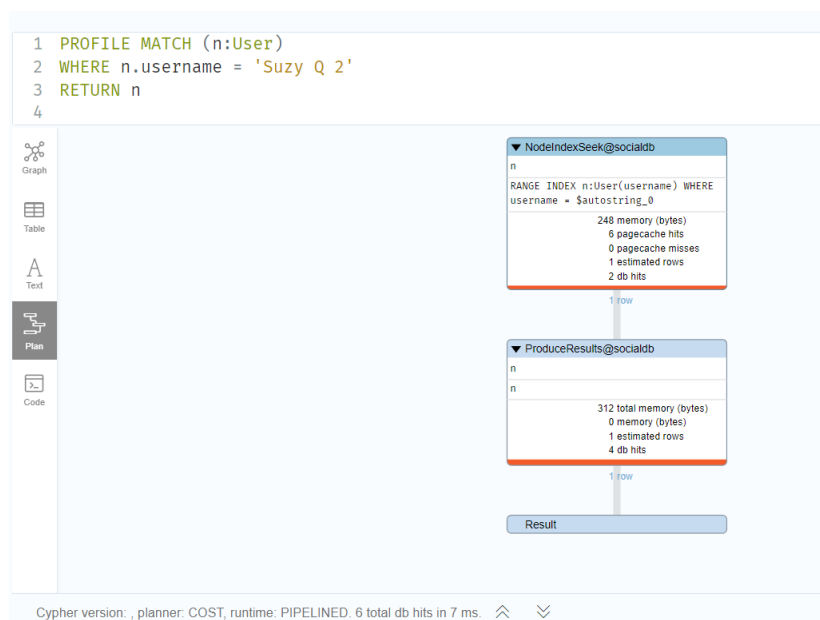 1 PROFILE MATCH (n:User)
2 WHERE n.username = 'Suzy Q 2'
3 RETURN n
4
Graph
Table
Text
Plan
Code
NodeIndexSeek@socialdb
n
RANGE INDEX n:User(username) WHERE
username = $autostring_0
248 memory (bytes)
6 pagecache hits
0 pagecache misses
1 estimated rows
2 db hits
1 row
ProduceResults@socialdb
n
n
312 total memory (bytes)
0 memory (bytes)
1 estimated rows
4 db hits
1 row
Result
Cypher version: , planner: COST, runtime: PIPELINED. 6 total db hits in 7 ms.